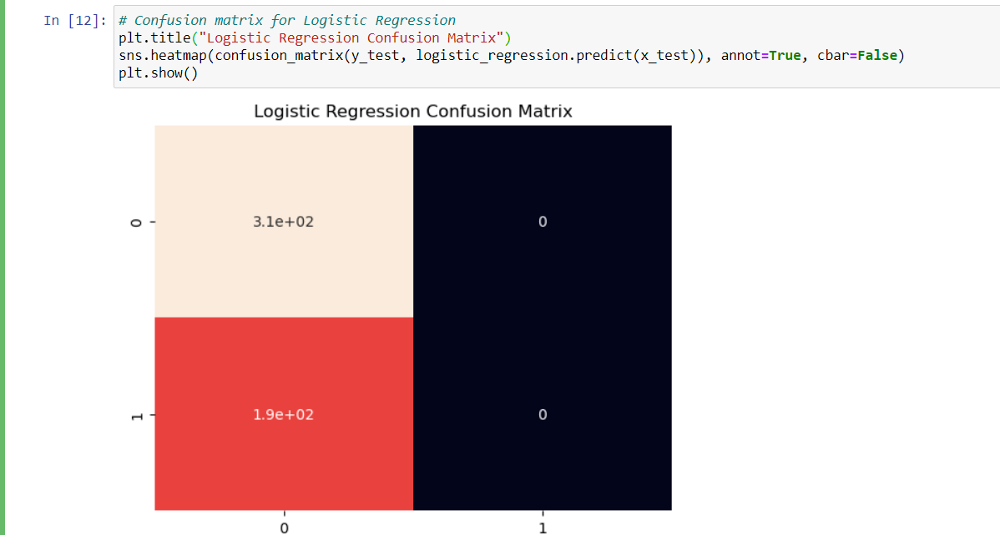 In [12]: # Confusion matrix for Logistic Regression
plt.title("Logistic Regression Confusion Matrix")
sns.heatmap(confusion_matrix(y_test, logistic_regression.predict(x_test)), annot=True, cbar=False)
plt.show()
Logistic Regression Confusion Matrix
0 3.1e+02 0
1 1.9e+02 0
0 1